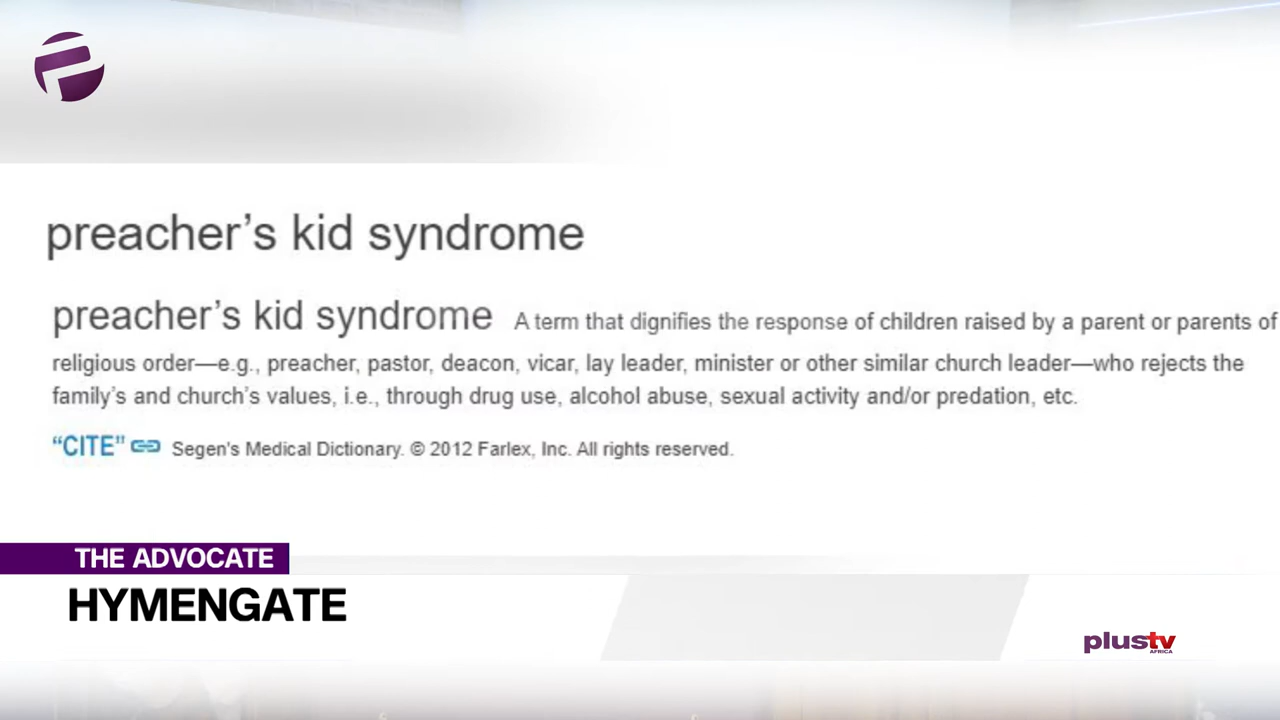 preacher’s kid syndrome
preacher’s kid syndrome A term that dignifies the response of children raised by a parent or parents of
religious order—e.g., preacher, pastor, deacon, vicar, lay leader, minister or other similar church leader—who rejects the
family’s and church’s values, i.e., through drug use, alcohol abuse, sexual activity and/or predation, etc.
“CITE” Segen's Medical Dictionary. © 2012 Farlex, Inc. All rights reserved.
THE ADVOCATE
HYMENGATE
plustv
AFRICA